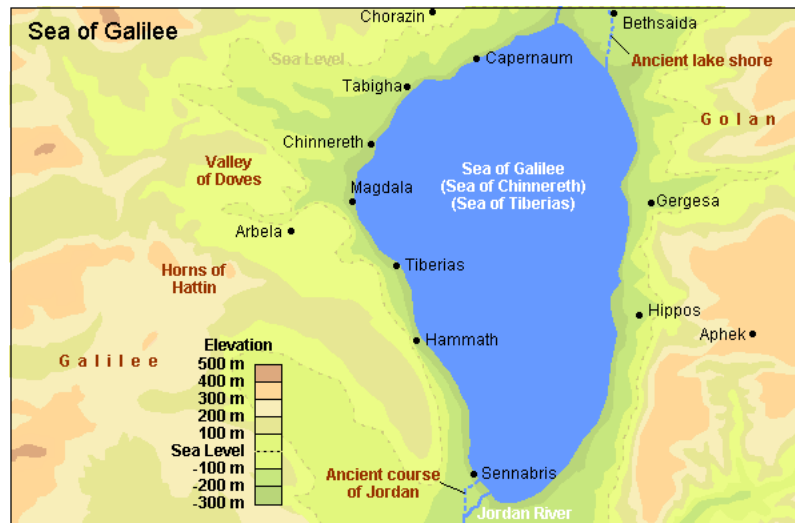 Sea of Galilee
Chorazin
Bethsaida
Sea Level
Capernaum
Ancient lake shore
Tabigha
Golan
Chinnereth
Valley
of Doves
Sea of Galilee
(Sea of Chinnereth)
(Sea of Tiberias)
Magdala
Gergesa
Arbela
Tiberias
Horns of
Hattin
Hippos
Aphek
Hammath
Galilee
Elevation
500 m
400 m
300 m
200 m
100 m
Sea Level
-100 m
-200 m
-300 m
Ancient course
of Jordan
Sennabris
Jordan River